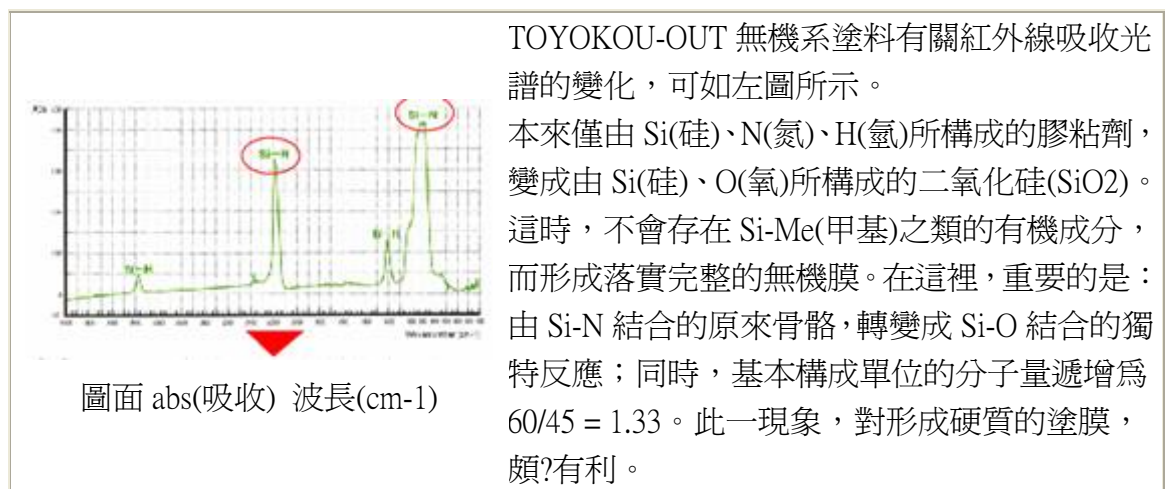 TOYOKOU-OUT 無機系塗料有關紅外線吸收光
譜的變化，可如左圖所示。
本來僅由 Si(硅)、N(氮)、H(氫)所構成的膠粘劑，
變成由 Si(硅)、O(氧)所構成的二氧化硅(SiO2)。
這時，不會存在 Si-Me(甲基)之類的有機成分，
而形成落實完整的無機膜。在這裡，重要的是：
由 Si-N 結合的原來骨骼，轉變成 Si-O 結合的獨
特反應；同時，基本構成單位的分子量遞增為
60/45 = 1.33。此一現象，對形成硬質的塗膜，
頗?有利。
Si-N
Si-H
圖面 abs(吸收) 波長(cm-1)